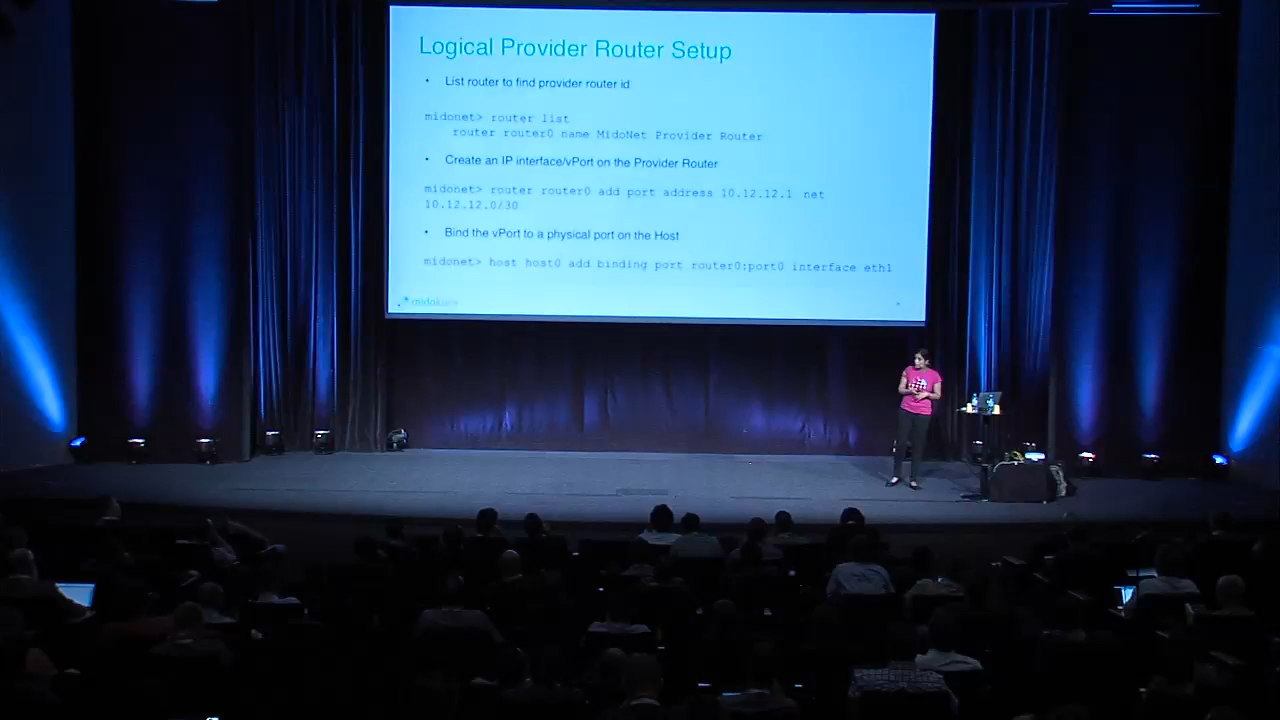 Logical Provider Router Setup
• List router to find provider router id
midonet> router list
router router0 name MidoNet Provider Router
• Create an IP interface/vPort on the Provider Router
midonet> router router0 add port address 10.12.12.1 net
10.12.12.0/30
• Bind the vPort to a physical port on the Host
midonet> host host0 add binding port router0:port0 interface eth1
midokura